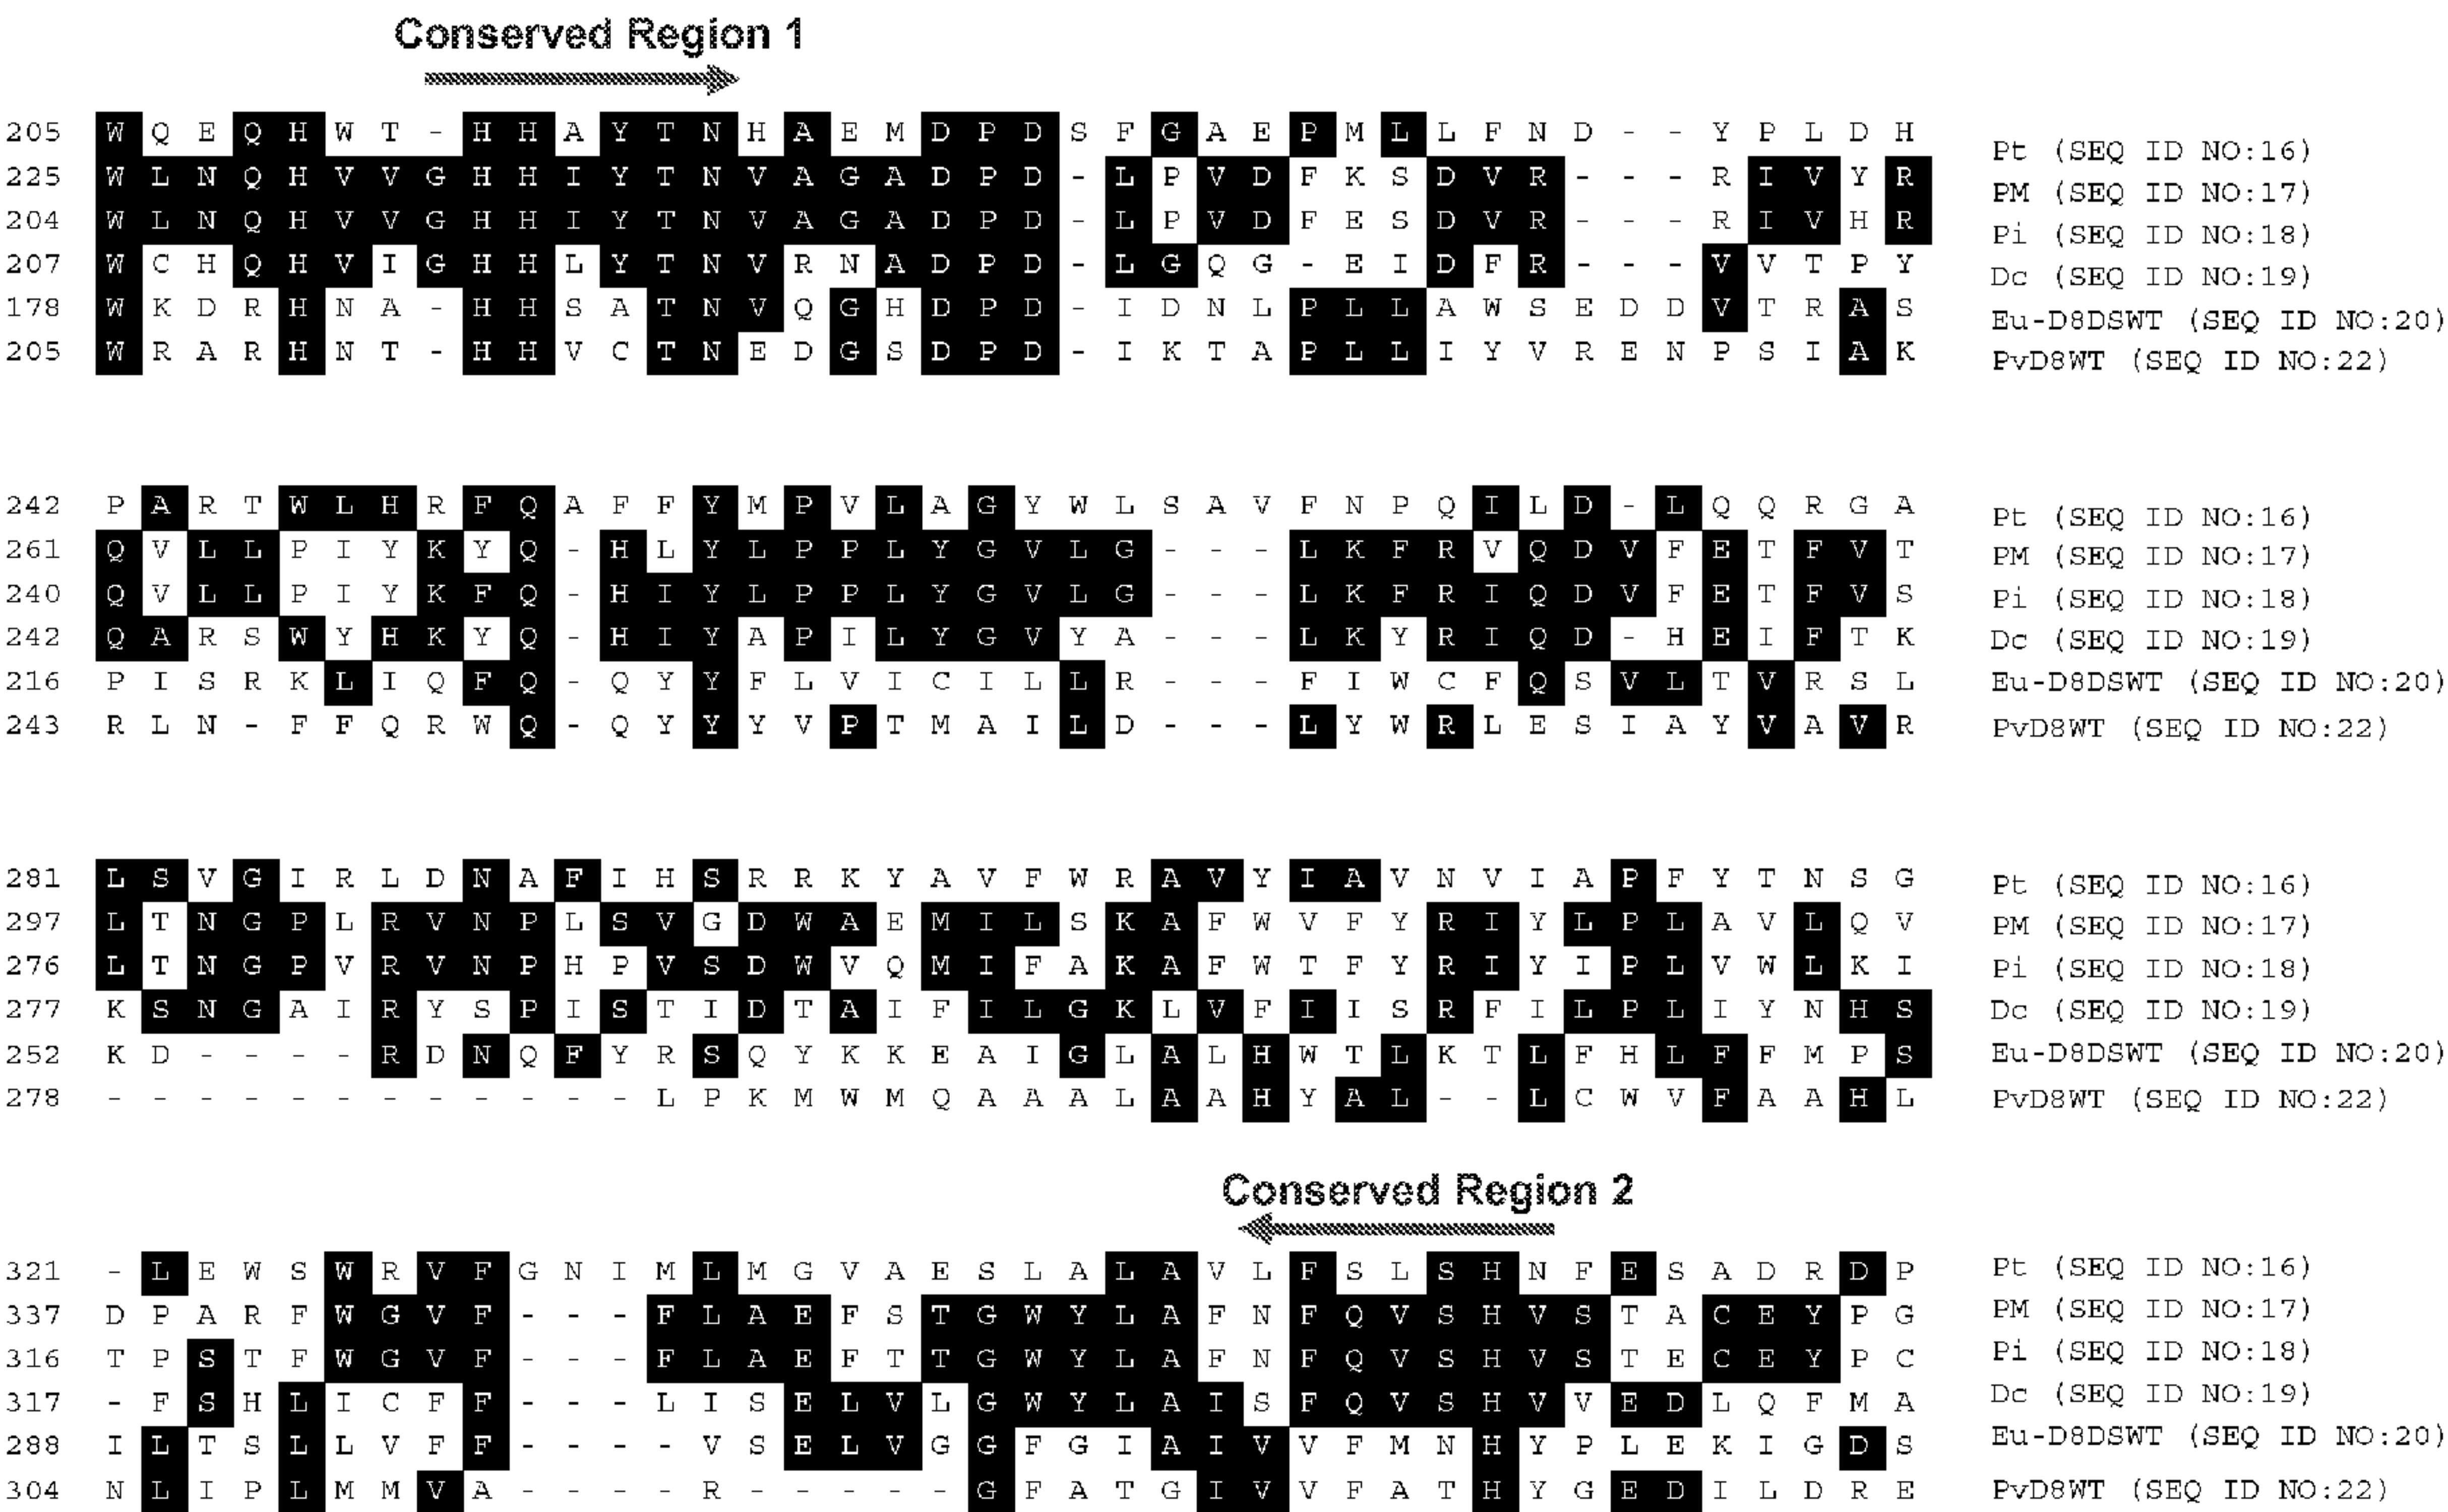 Conserved Region 1
205 W Q E Q H W T - H H A Y T N H A E M D P D S F G A E P M L L F N D - - Y P L D H Pt (SEQ ID NO:16)
225 W L N Q H V V G H H I Y T N V A G A D P D - L P V D F K S D V R - - - R I V Y R PM (SEQ ID NO:17)
204 W L N Q H V V G H H I Y T N V A G A D P D - L P V D F E S D V R - - - R I V H R Pi (SEQ ID NO:18)
207 W C H Q H V I G H H L Y T N V R N A D P D - L G Q G - E I D F R - - - V V T P Y Dc (SEQ ID NO:19)
178 W K D R H N A - H H S A T N V Q G H D P D - I D N L P L L A W S E D D V T R A S Eu-D8DSWT (SEQ ID NO:20)
205 W R A R H N T - H H V C T N E D G S D P D - I K T A P L L I Y V R E N P S I A K PvD8WT (SEQ ID NO:22)
242 P A R T W L H R F Q A F F Y M P V L A G Y W L S A V F N P Q I L D - L Q Q R G A Pt (SEQ ID NO:16)
261 Q V L L P I Y K Y Q - H L Y L P P L Y G V L G - - - L K F R V Q D V F E T F V T PM (SEQ ID NO:17)
240 Q V L L P I Y K F Q - H I Y L P P L Y G V L G - - - L K F R I Q D V F E T F V S Pi (SEQ ID NO:18)
242 Q A R S W Y H K Y Q - H I Y A P I L Y G V Y A - - - L K Y R I Q D - H E I F T K Dc (SEQ ID NO:19)
216 P I S R K L I Q F Q - Q Y Y F L V I C I L L R - - - F I W C F Q S V L T V R S L Eu-D8DSWT (SEQ ID NO:20)
243 R L N - F F Q R W Q - Q Y Y Y V P T M A I L D - - - L Y W R L E S I A Y V A V R PvD8WT (SEQ ID NO:22)
281 L S V G I R L D N A F I H S R R K Y A V F W R A V Y I A V N V I A P F Y T N S G Pt (SEQ ID NO:16)
297 L T N G P L R V N P L S V G D W A E M I L S K A F W V F Y R I Y L P L A V L Q V PM (SEQ ID NO:17)
276 L T N G P V R V N P H P V S D W V Q M I F A K A F W T F Y R I Y I P L V W L K I Pi (SEQ ID NO:18)
277 K S N G A I R Y S P I S T I D T A I F I L G K L V F I I S R F I L P L I Y N H S Dc (SEQ ID NO:19)
252 K D - - - - R D N Q F Y R S Q Y K K E A I G L A L H W T L K T L F H L F F M P S Eu-D8DSWT (SEQ ID NO:20)
278 - - - - - - - - - - - - L P K M W M Q A A A L A A H Y A L - - L C W V F A A H L PvD8WT (SEQ ID NO:22)
Conserved Region 2
321 - L E W S W R V F G N I M L M G V A E S L A L A V L F S L S H N F E S A D R D P Pt (SEQ ID NO:16)
337 D P A R F W G V F - - - F L A E F S T G W Y L A F N F Q V S H V S T A C E Y P G PM (SEQ ID NO:17)
316 T P S T F W G V F - - - F L A E F T T G W Y L A F N F Q V S H V S T E C E Y P C Pi (SEQ ID NO:18)
317 - F S H L I C F F - - - L I S E L V L G W Y L A I S F Q V S H V V E D L Q F M A Dc (SEQ ID NO:19)
288 I L T S L L V F F - - - - V S E L V G G F G I A I V V F M N H Y P L E K I G D S Eu-D8DSWT (SEQ ID NO:20)
304 N L I P L M M V A - - - - R - - - - - G F A T G I V V F A T H Y G E D I L D R E PvD8WT (SEQ ID NO:22)